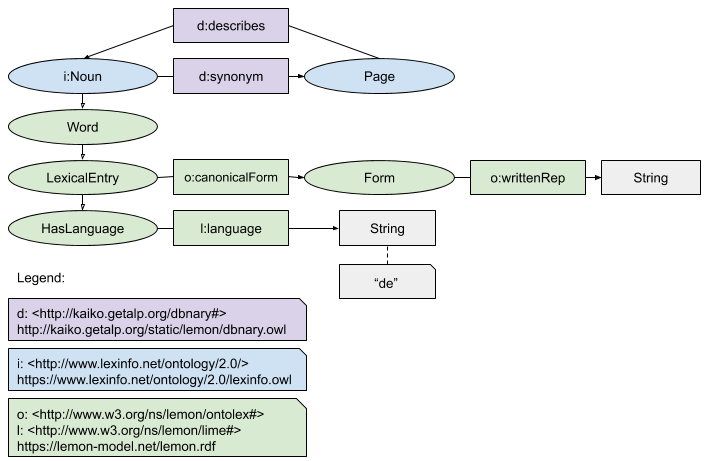 d:describes
i:Noun
d:synonym
Page
Word
LexicalEntry
o:canonicalForm
Form
o:writtenRep
String
HasLanguage
l:language
String
“de”
Legend:
d: <http://kaiko.getalp.org/dbnary#>
http://kaiko.getalp.org/static/lemon/dbnary.owl
i: <http://www.lexinfo.net/ontology/2.0/>
https://www.lexinfo.net/ontology/2.0/lexinfo.owl
o: <http://www.w3.org/ns/lemon/ontolex#>
l: <http://www.w3.org/ns/lemon/lime#>
https://lemon-model.net/lemon.rdf